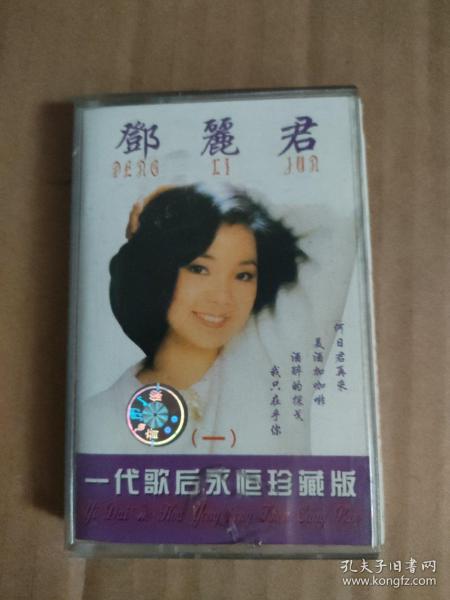 鄧麗君
DENG LI JUN
何日君再来
美酒加咖啡
酒醉的探戈
我只在乎你
(一)
一代歌后永恒珍藏版
孔夫子旧书网
www.kongfz.com